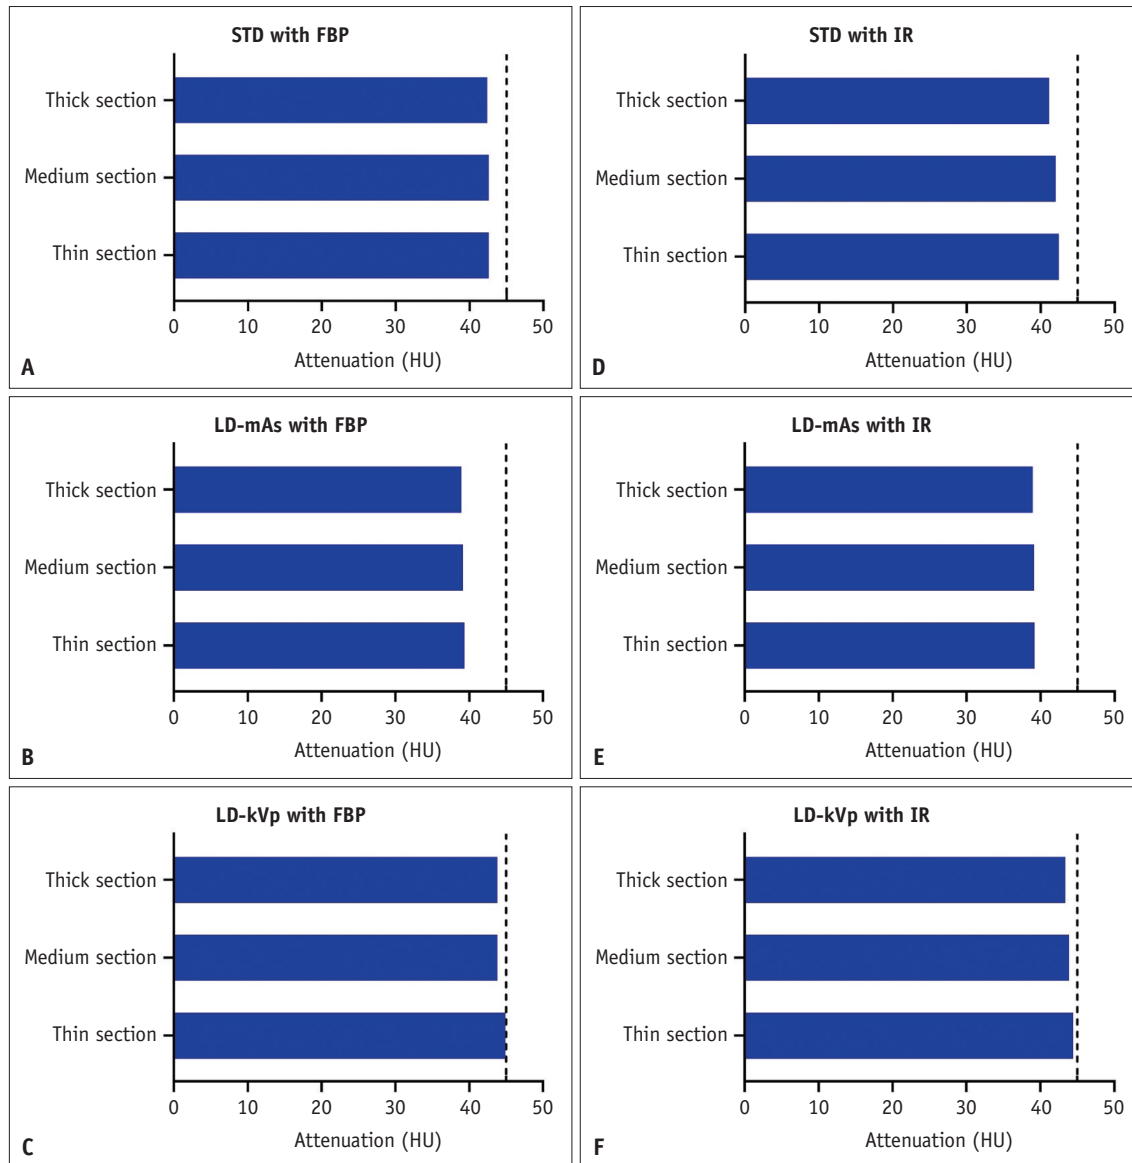 STD with FBP
Thick section
Medium section
Thin section
0 10 20 30 40 50
Attenuation (HU)
A
STD with IR
Thick section
Medium section
Thin section
0 10 20 30 40 50
Attenuation (HU)
D
LD-mAs with FBP
Thick section
Medium section
Thin section
0 10 20 30 40 50
Attenuation (HU)
B
LD-mAs with IR
Thick section
Medium section
Thin section
0 10 20 30 40 50
Attenuation (HU)
E
LD-kVp with FBP
Thick section
Medium section
Thin section
0 10 20 30 40 50
Attenuation (HU)
C
LD-kVp with IR
Thick section
Medium section
Thin section
0 10 20 30 40 50
Attenuation (HU)
F